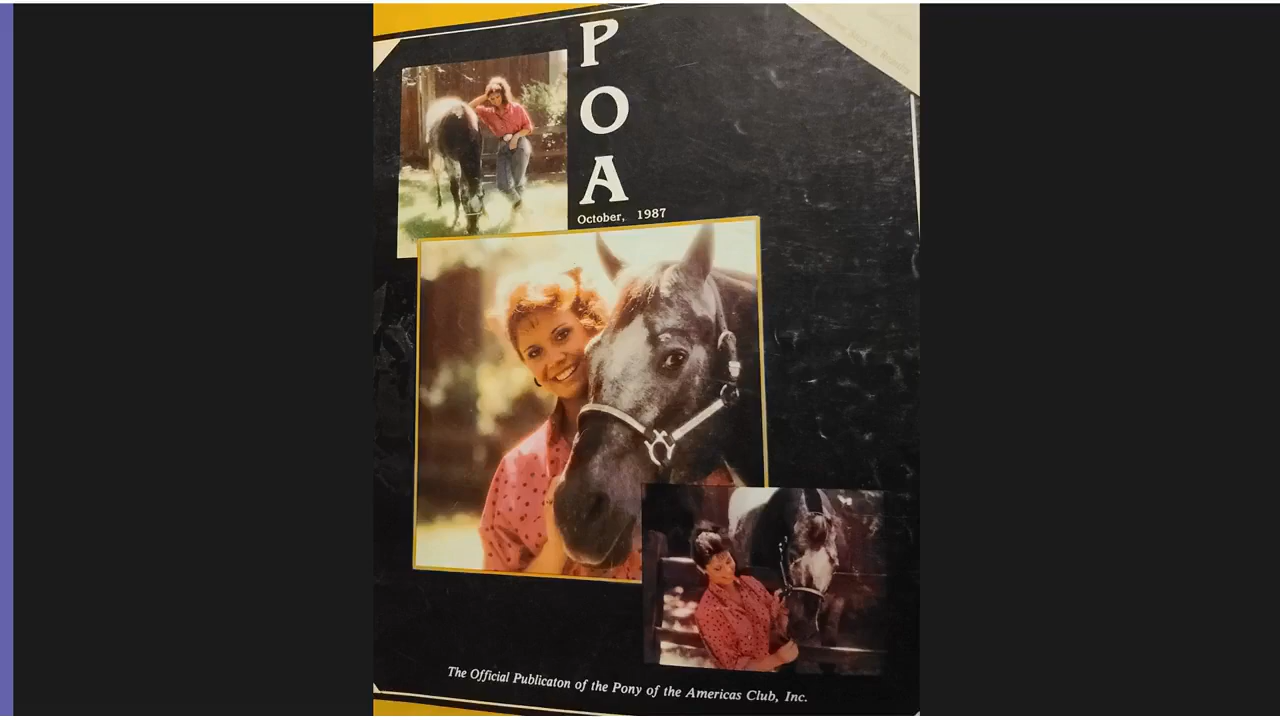 P
O
A
October, 1987
The Official Publicaton of the Pony of the Americas Club, Inc.